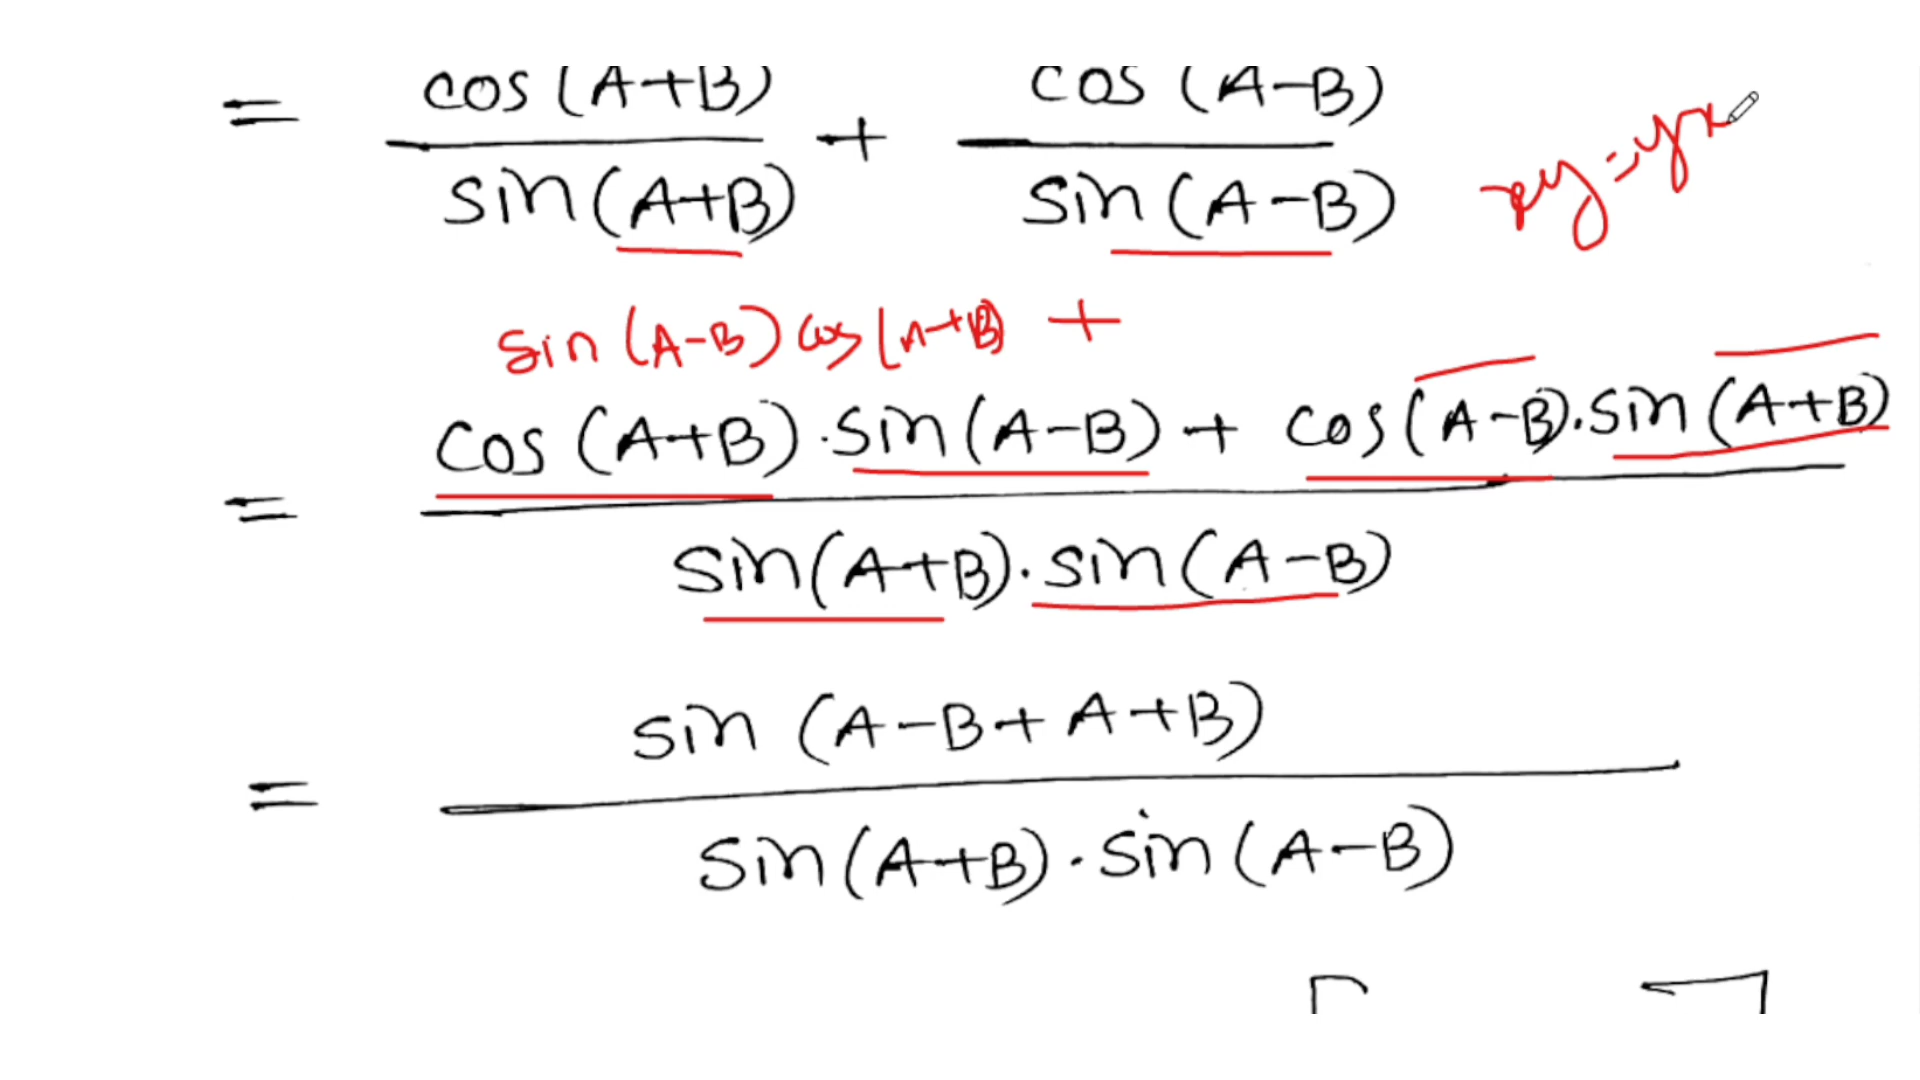 = cos (A+B) / sin (A+B) + cos (A-B) / sin (A-B)
xy = yx
sin (A-B) cos (A+B) +
= cos (A+B) . sin (A-B) + cos (A-B) . sin (A+B) / sin (A+B) . sin (A-B)
= sin (A-B+A+B) / sin (A+B) . sin (A-B)